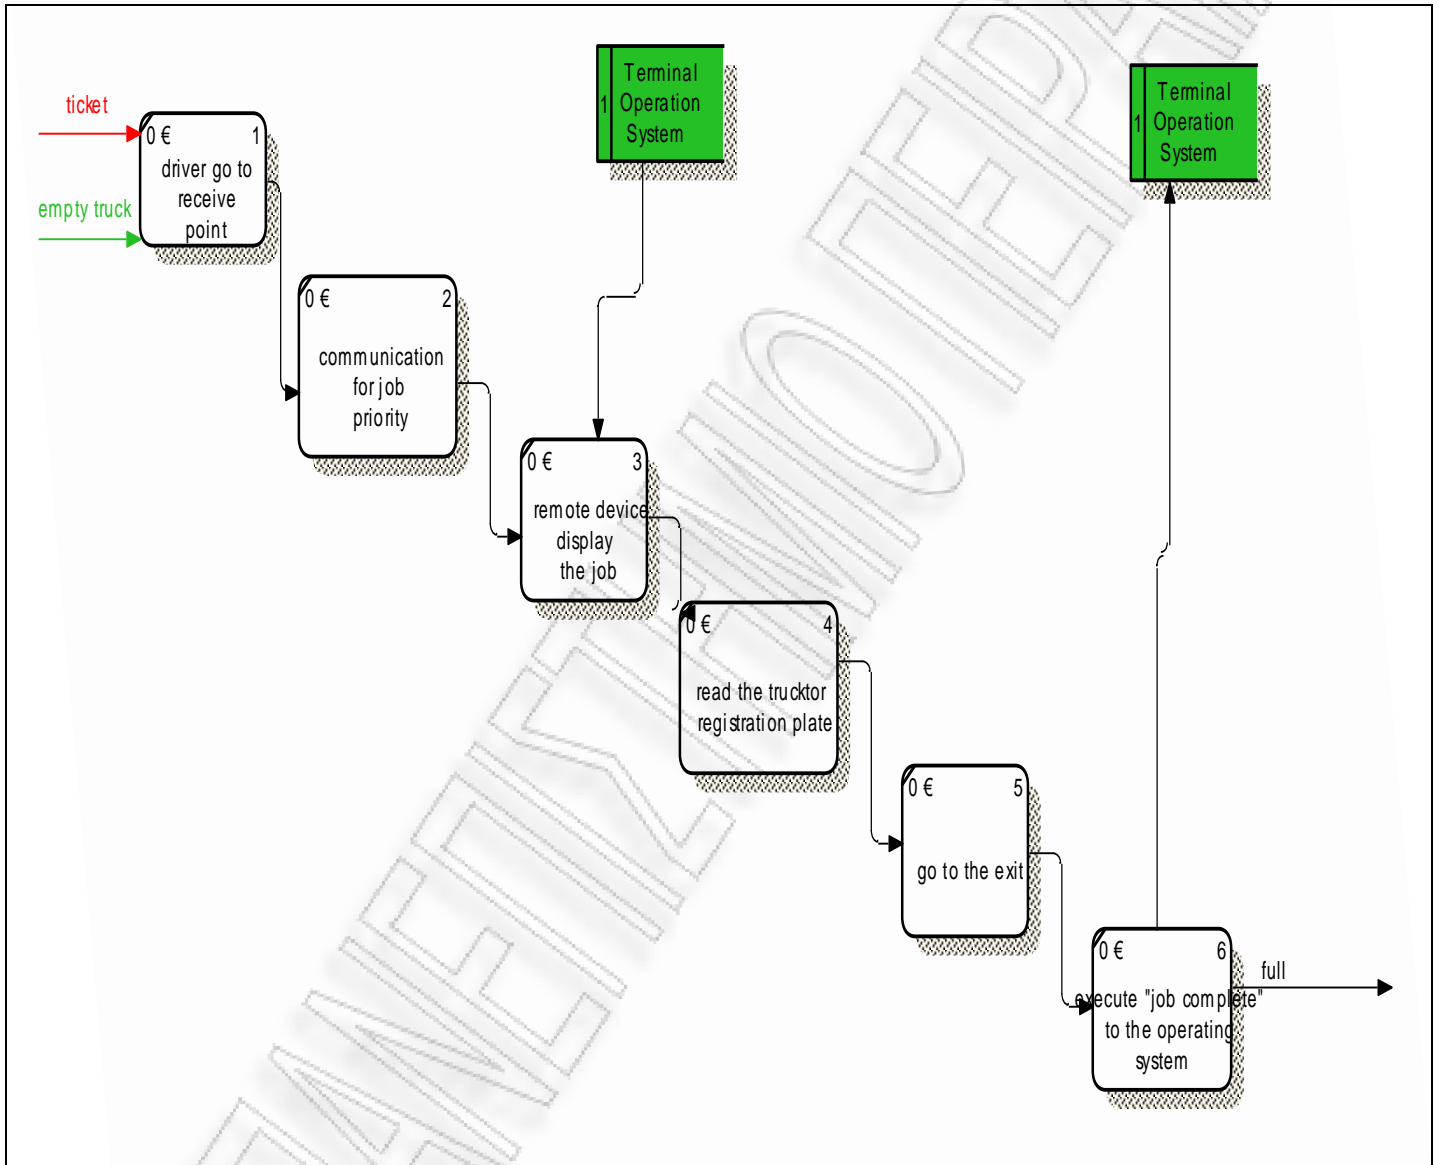 ticket
empty truck
0 € 1
driver go to
receive
point
1
Terminal
Operation
System
1
Terminal
Operation
System
0 € 2
communication
for job
priority
0 € 3
remote device
display
the job
0 € 4
read the trucktor
registration plate
0 € 5
go to the exit
0 € 6
execute "job complete"
to the operating
system
full
ΠΑΝΕΠΙΣΤΗΜΙΟ ΠΕΙΡΑ